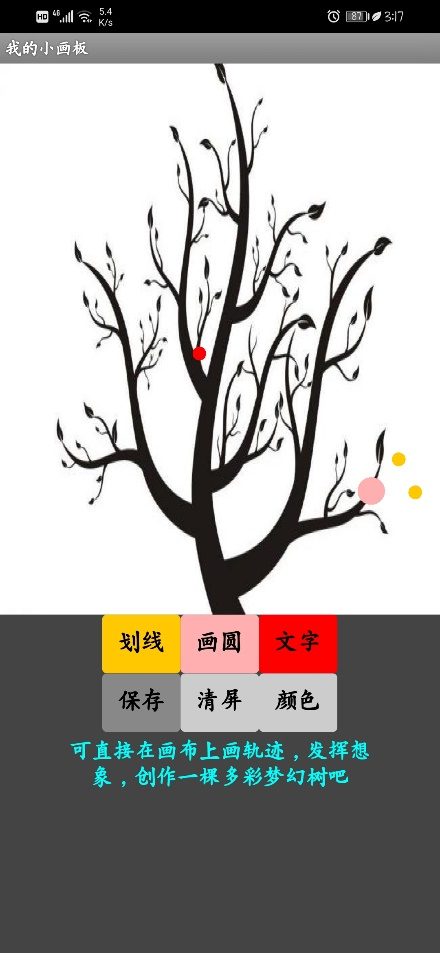 HD 4G 5.4 K/s 87 3:17
我的小画板
划线 画圆 文字
保存 清屏 颜色
可直接在画布上画轨迹，发挥想
象，创作一棵多彩梦幻树吧